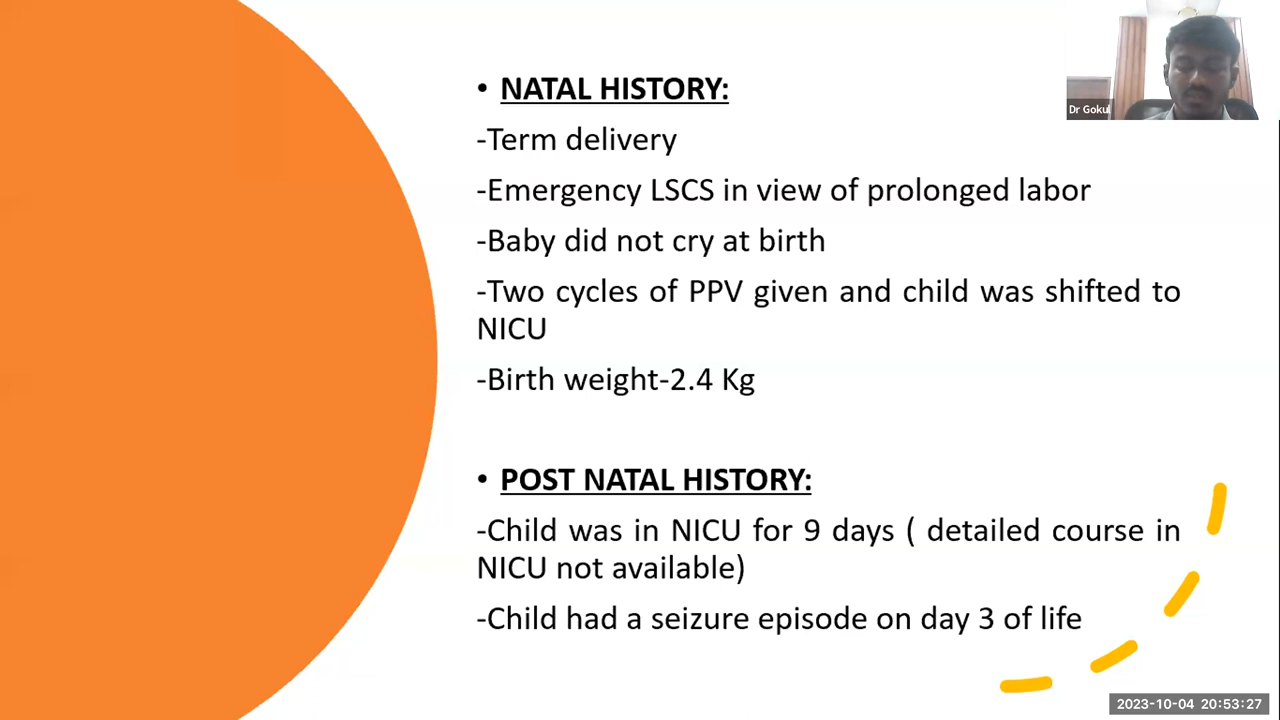 • NATAL HISTORY:
-Term delivery
-Emergency LSCS in view of prolonged labor
-Baby did not cry at birth
-Two cycles of PPV given and child was shifted to
NICU
-Birth weight-2.4 Kg
• POST NATAL HISTORY:
-Child was in NICU for 9 days ( detailed course in
NICU not available)
-Child had a seizure episode on day 3 of life
Dr Gokul
2023-10-04 20:53:27